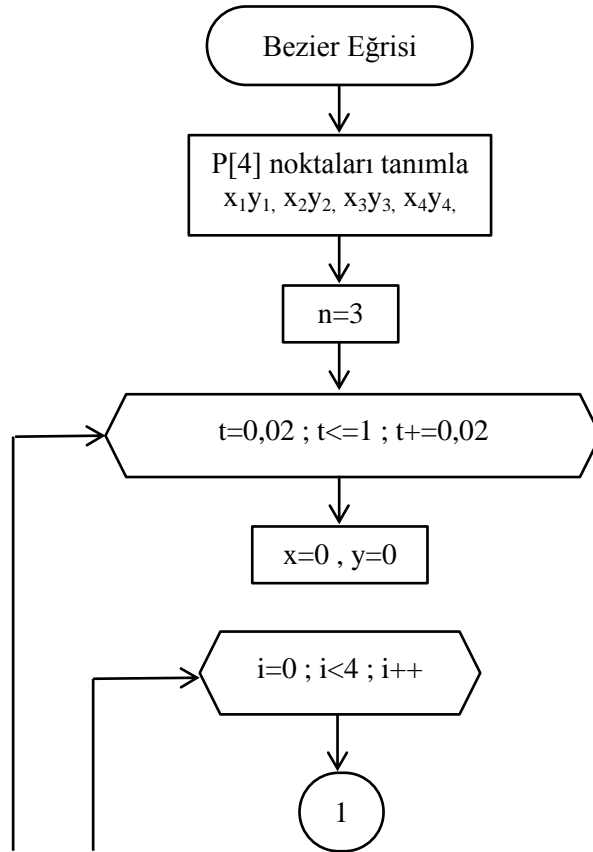 Bezier Eğrisi
P[4] noktaları tanımla
x₁y₁, x₂y₂, x₃y₃, x₄y₄,
n=3
t=0,02 ; t<=1 ; t+=0,02
x=0 , y=0
i=0 ; i<4 ; i++
1